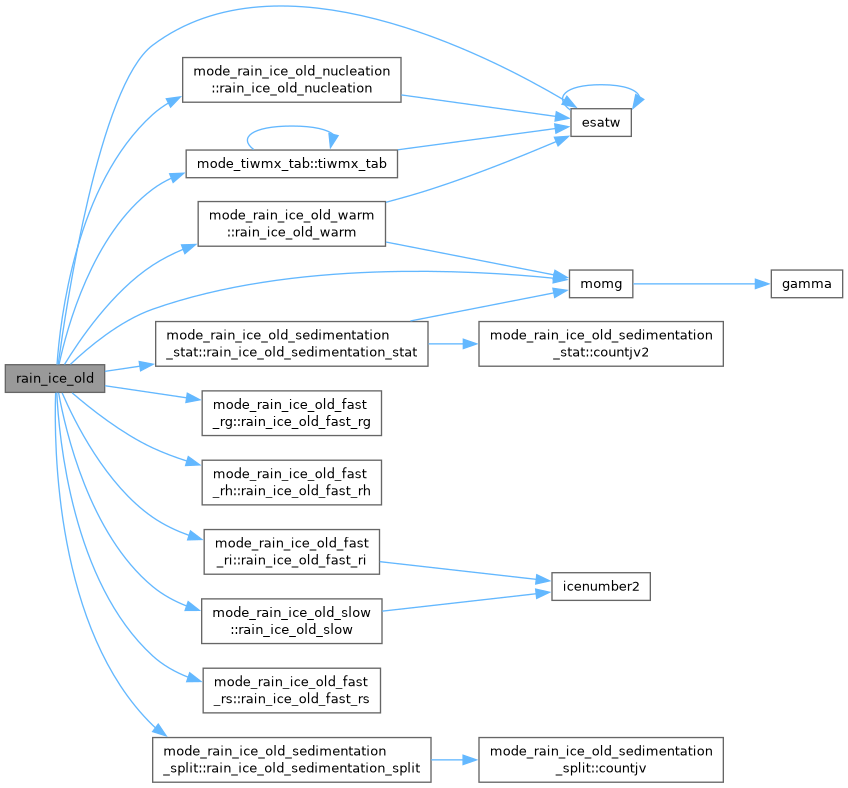 mode_rain_ice_old_nucleation
::rain_ice_old_nucleation
esatw
mode_tiwmx_tab::tiwmx_tab
mode_rain_ice_old_warm
::rain_ice_old_warm
momg
gamma
mode_rain_ice_old_sedimentation
_stat::rain_ice_old_sedimentation_stat
mode_rain_ice_old_sedimentation
_stat::countjv2
rain_ice_old
mode_rain_ice_old_fast
_rg::rain_ice_old_fast_rg
mode_rain_ice_old_fast
_rh::rain_ice_old_fast_rh
mode_rain_ice_old_fast
_ri::rain_ice_old_fast_ri
icenumber2
mode_rain_ice_old_slow
::rain_ice_old_slow
mode_rain_ice_old_fast
_rs::rain_ice_old_fast_rs
mode_rain_ice_old_sedimentation
_split::rain_ice_old_sedimentation_split
mode_rain_ice_old_sedimentation
_split::countjv